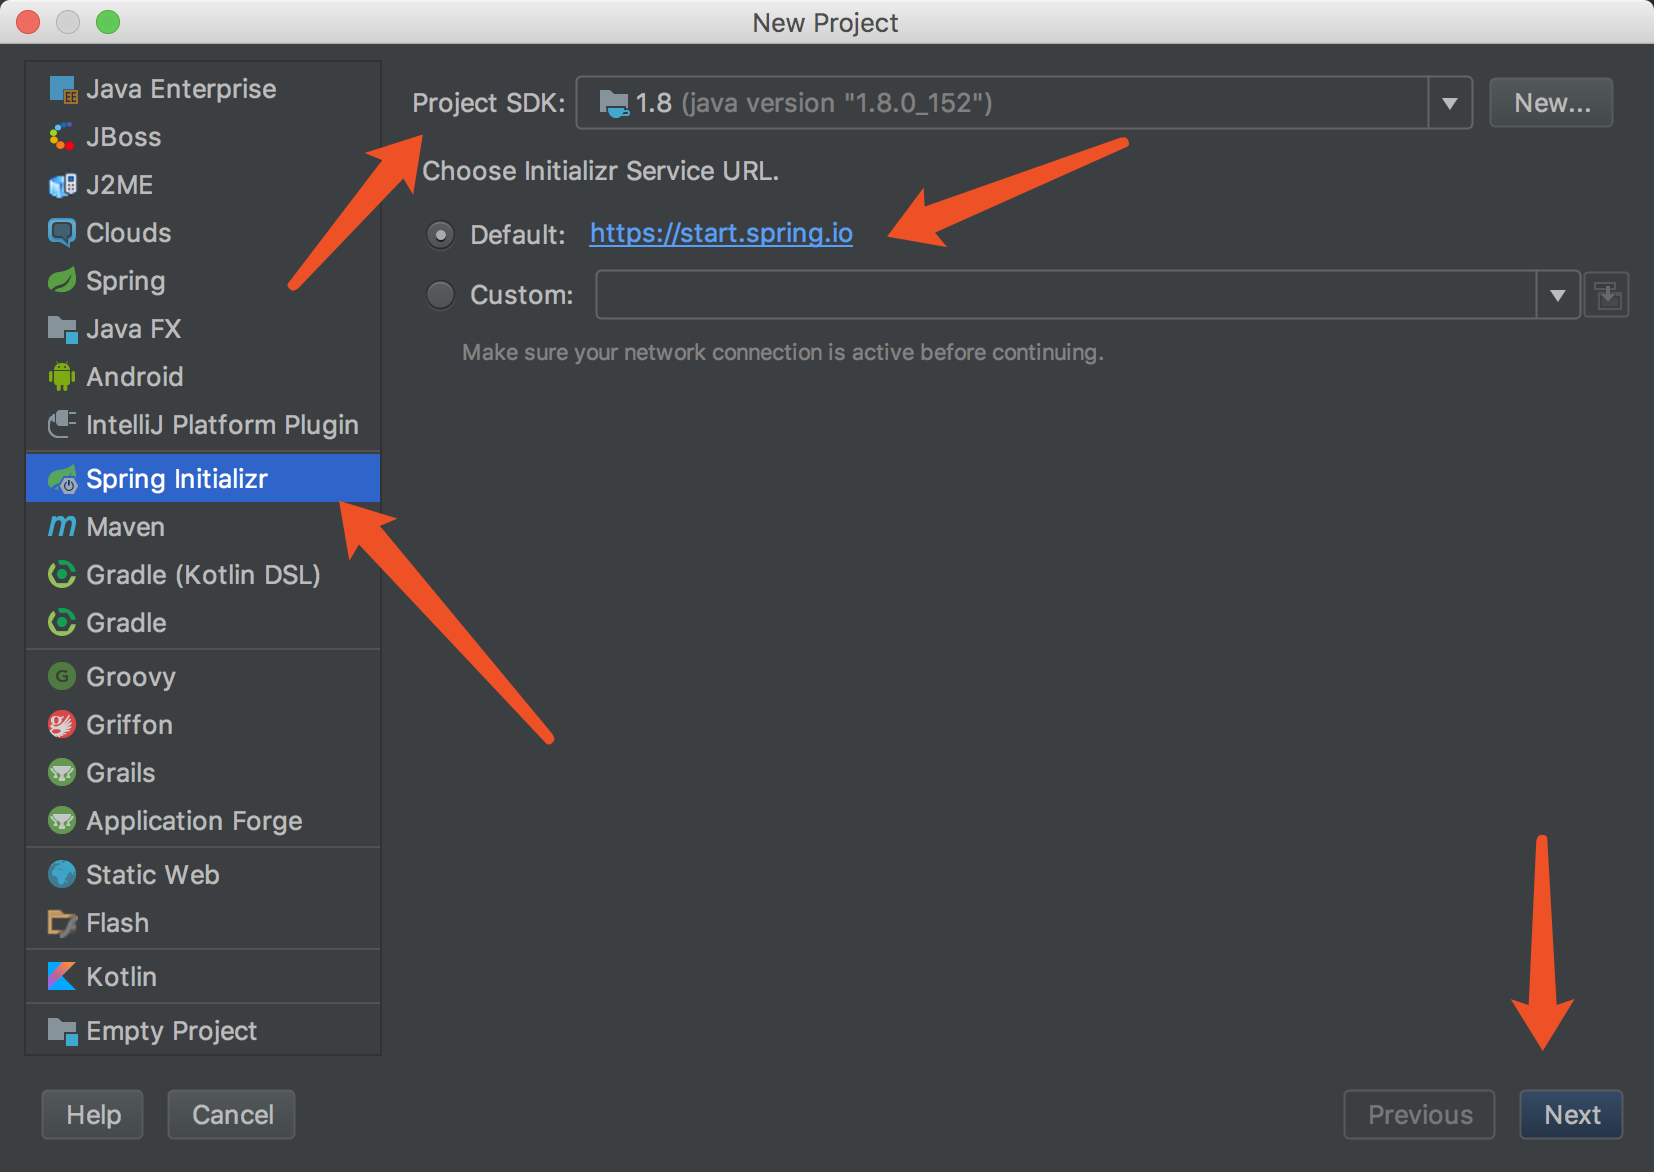 New Project
Java Enterprise
JBoss
J2ME
Clouds
Spring
Java FX
Android
IntelliJ Platform Plugin
Spring Initializr
Maven
Gradle (Kotlin DSL)
Gradle
Groovy
Griffon
Grails
Application Forge
Static Web
Flash
Kotlin
Empty Project
Project SDK: 1.8 (java version "1.8.0_152") New...
Choose Initializr Service URL.
Default: https://start.spring.io
Custom:
Make sure your network connection is active before continuing.
Help Cancel Previous Next